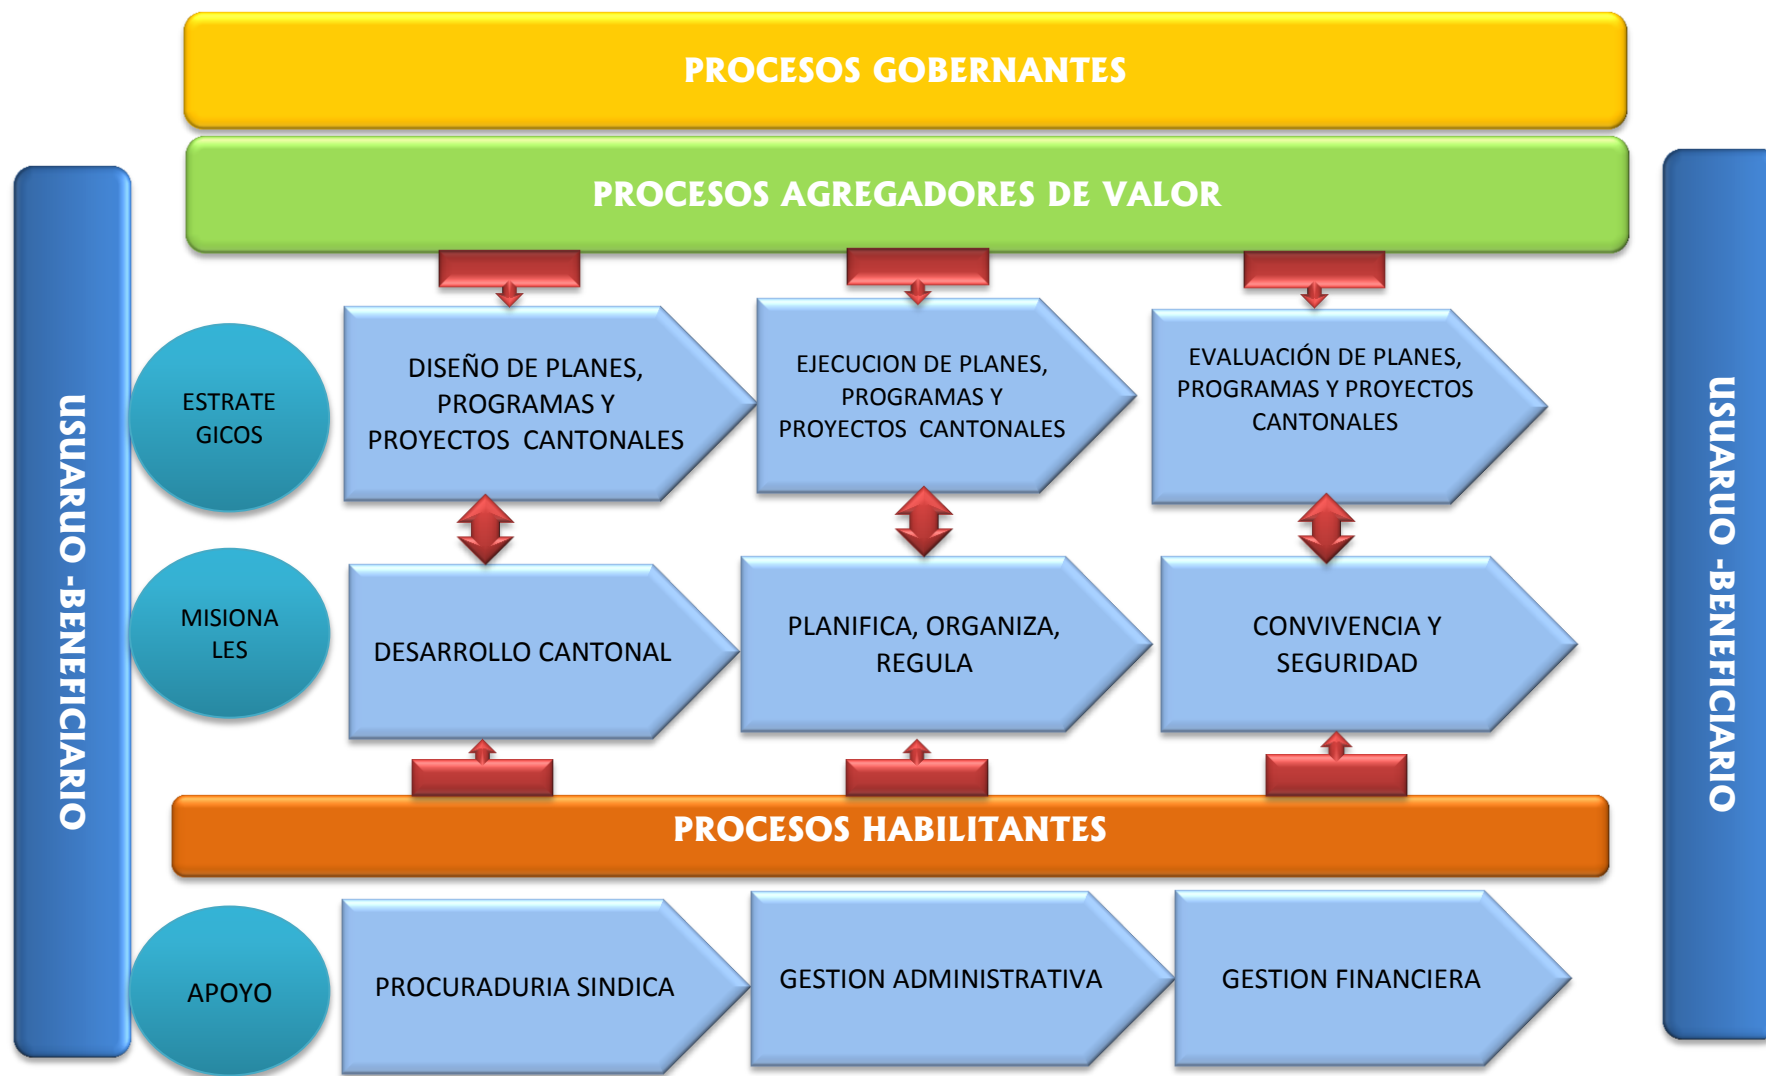 PROCESOS GOBERNANTES
PROCESOS AGREGADORES DE VALOR
USUARUO -BENEFICIARIO
ESTRATE
GICOS
DISEÑO DE PLANES,
PROGRAMAS Y
PROYECTOS CANTONALES
EJECUCION DE PLANES,
PROGRAMAS Y
PROYECTOS CANTONALES
EVALUACIÓN DE PLANES,
PROGRAMAS Y PROYECTOS
CANTONALES
MISIONA
LES
DESARROLLO CANTONAL
PLANIFICA, ORGANIZA,
REGULA
CONVIVENCIA Y
SEGURIDAD
PROCESOS HABILITANTES
APOYO
PROCURADURIA SINDICA
GESTION ADMINISTRATIVA
GESTION FINANCIERA
USUARUO -BENEFICIARIO